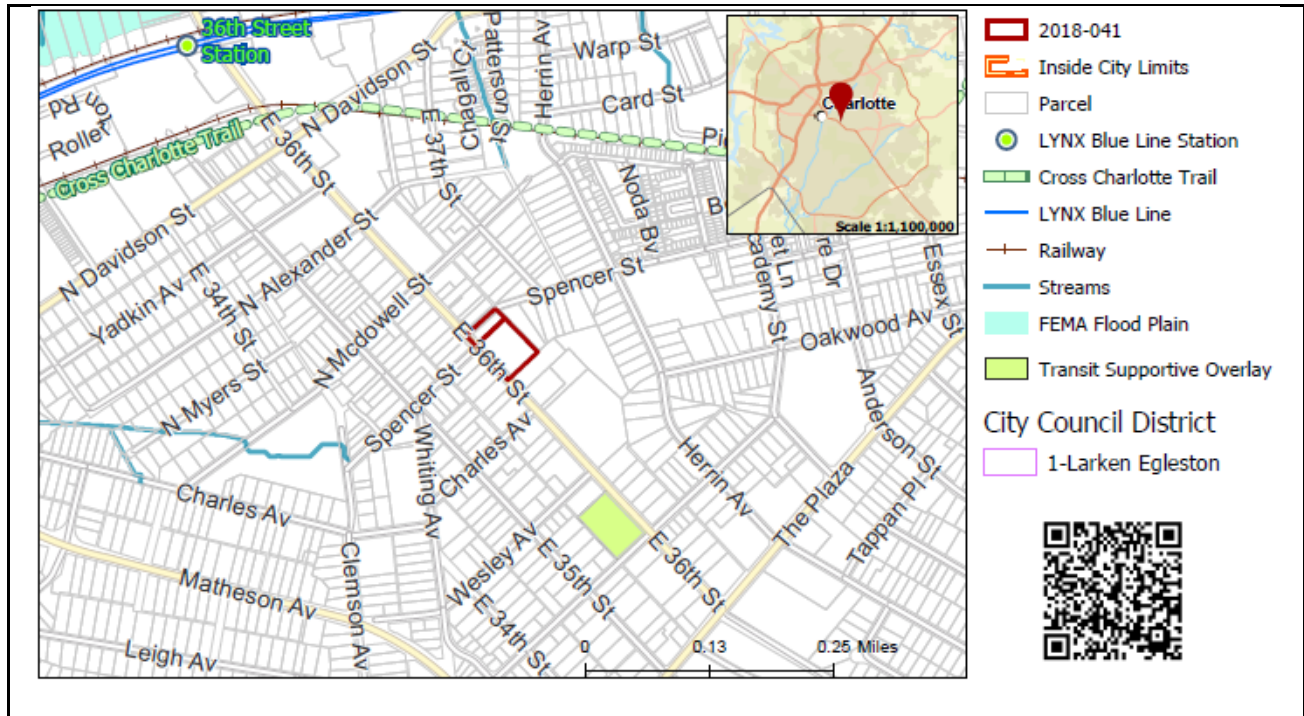 36th Street
Station
N Davidson St
Patterson St
Chagall Ct
Herrin Av
Warp St
Card St
E 37th St
E 36th St
Cross Charlotte Trail
Noda Bv
N Davidson St
Yadkin Av
E 34th St
N Alexander St
N Mcdowell St
N Myers St
Spencer St
Spencer St
E 36th St
Essex St
Oakwood Av
Anderson St
Charles Av
Whiting Av
Charles Av
Herrin Av
The Plaza
Tappan Pl
Wesley Av
E 35th St
E 36th St
E 34th St
Clemson Av
Matheson Av
Leigh Av
0 0.13 0.25 Miles
Charlotte
Scale 1:1,100,000
2018-041
Inside City Limits
Parcel
LYNX Blue Line Station
Cross Charlotte Trail
LYNX Blue Line
Railway
Streams
FEMA Flood Plain
Transit Supportive Overlay
City Council District
1-Larken Egleston